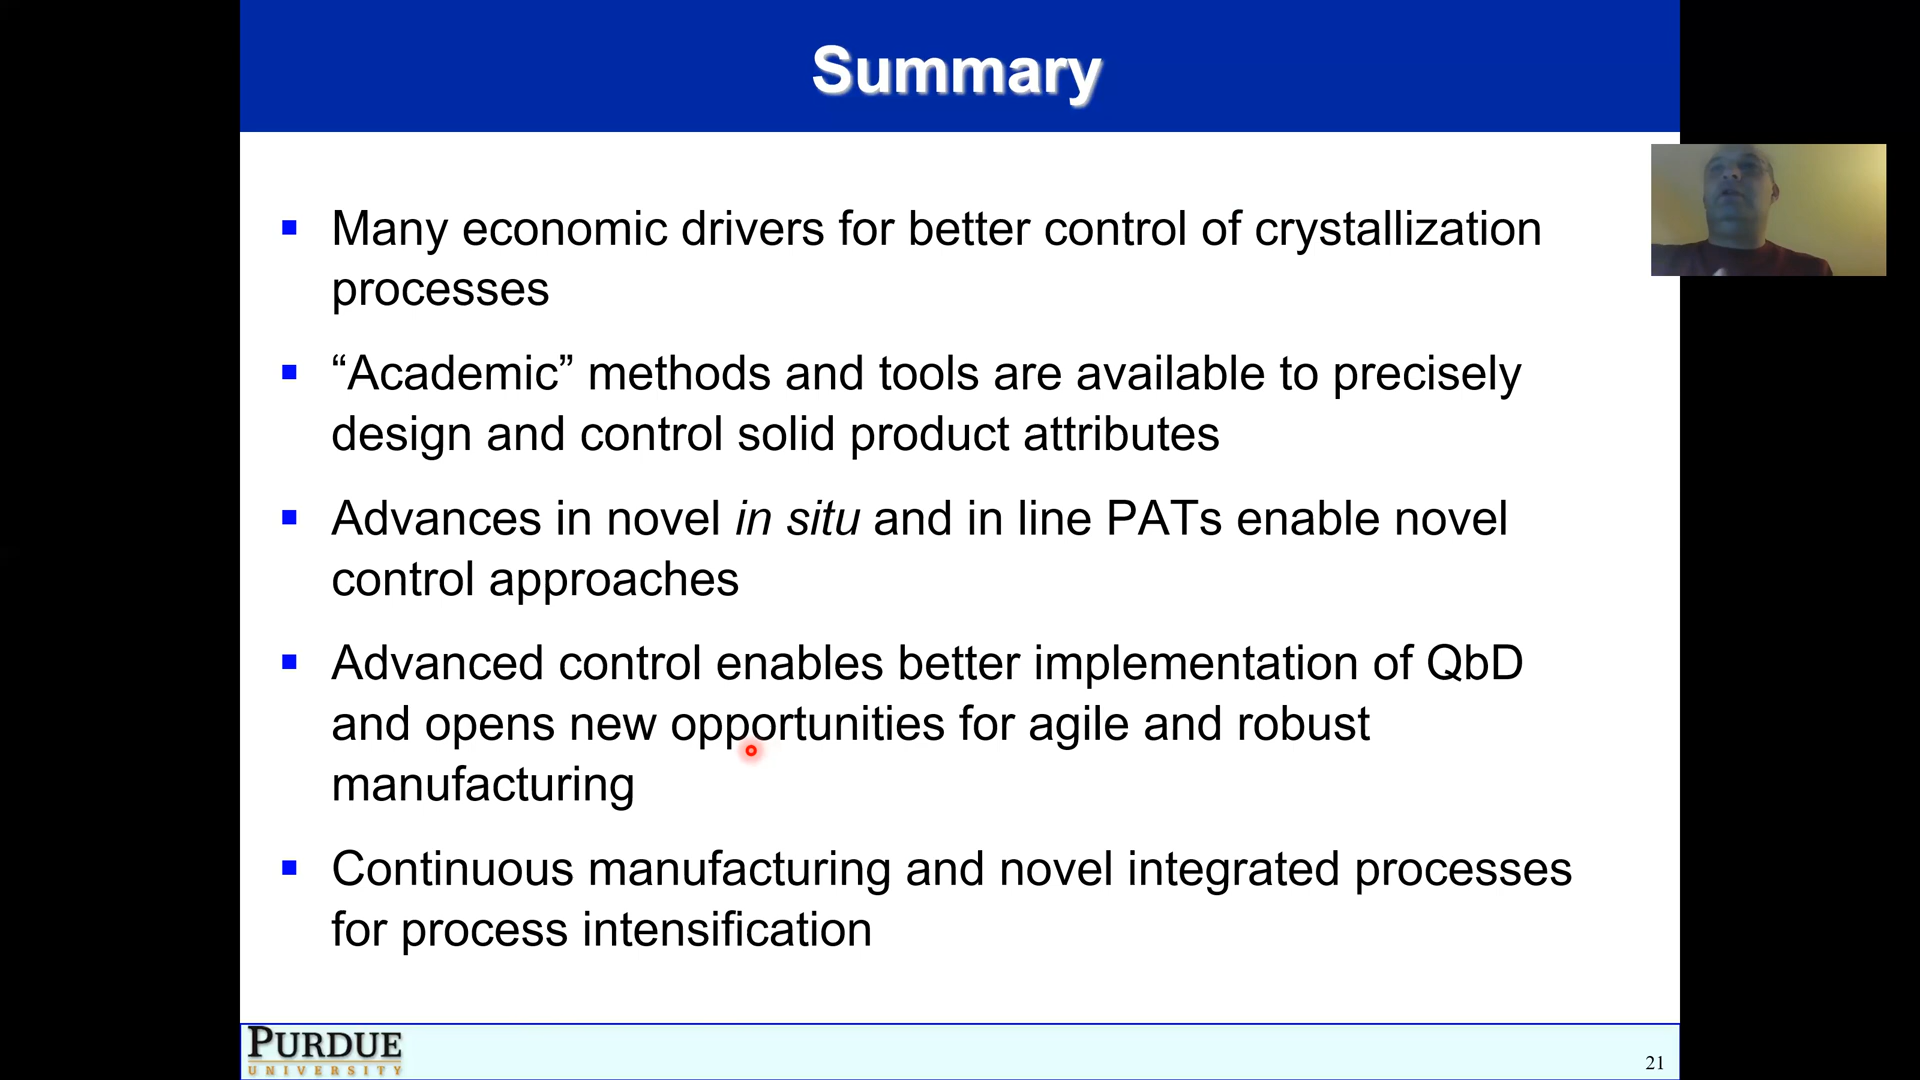 Summary
Many economic drivers for better control of crystallization
processes
“Academic” methods and tools are available to precisely
design and control solid product attributes
Advances in novel in situ and in line PATs enable novel
control approaches
Advanced control enables better implementation of QbD
and opens new opportunities for agile and robust
manufacturing
Continuous manufacturing and novel integrated processes
for process intensification
PURDUE
UNIVERSITY
21